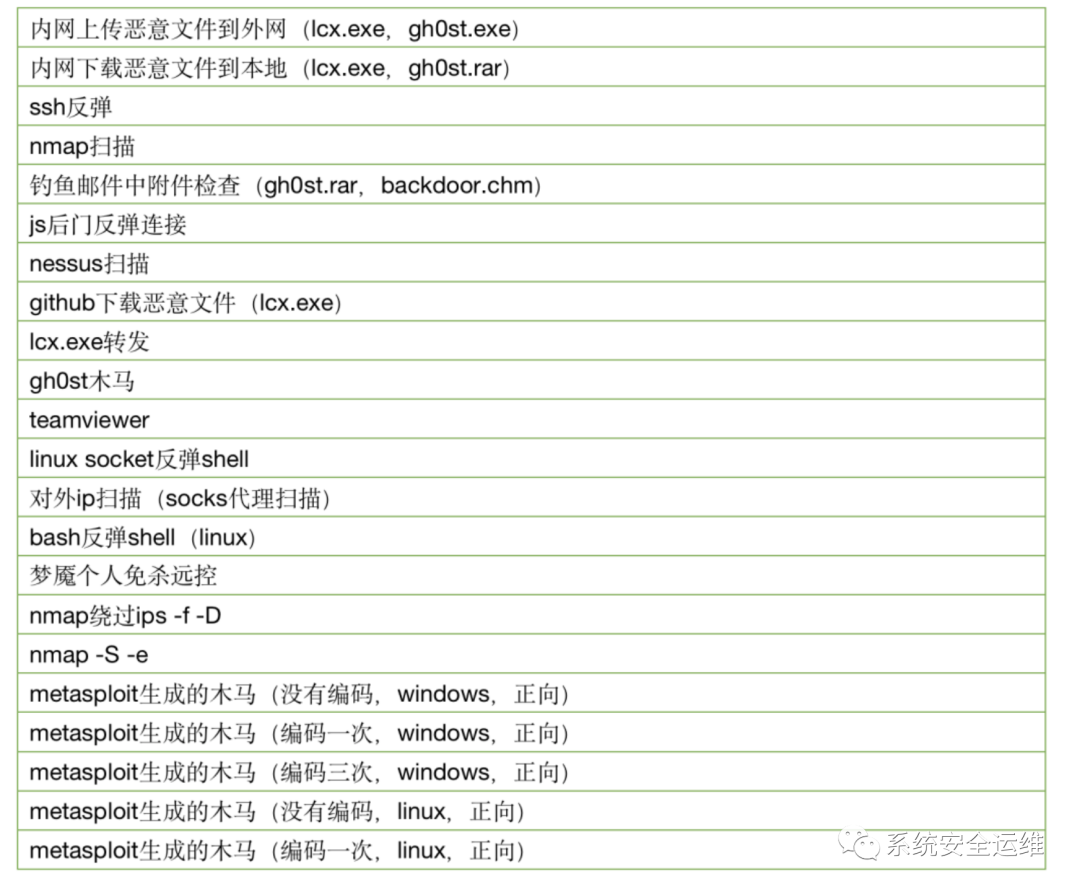 内网上传恶意文件到外网（lcx.exe，gh0st.exe）
内网下载恶意文件到本地（lcx.exe，gh0st.rar）
ssh反弹
nmap扫描
钓鱼邮件中附件检查（gh0st.rar，backdoor.chm）
js后门反弹连接
nessus扫描
github下载恶意文件（lcx.exe）
lcx.exe转发
gh0st木马
teamviewer
linux socket反弹shell
对外ip扫描（socks代理扫描）
bash反弹shell（linux）
梦魇个人免杀远控
nmap绕过ips -f -D
nmap -S -e
metasploit生成的木马（没有编码，windows，正向）
metasploit生成的木马（编码一次，windows，正向）
metasploit生成的木马（编码三次，windows，正向）
metasploit生成的木马（没有编码，linux，正向）
metasploit生成的木马（编码一次，linux，正向）
系统安全运维